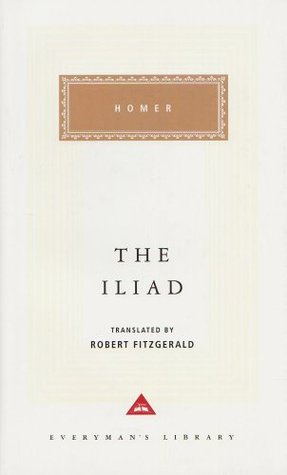 HOMER
THE
ILIAD
TRANSLATED BY
ROBERT FITZGERALD
EVERYMAN'S LIBRARY